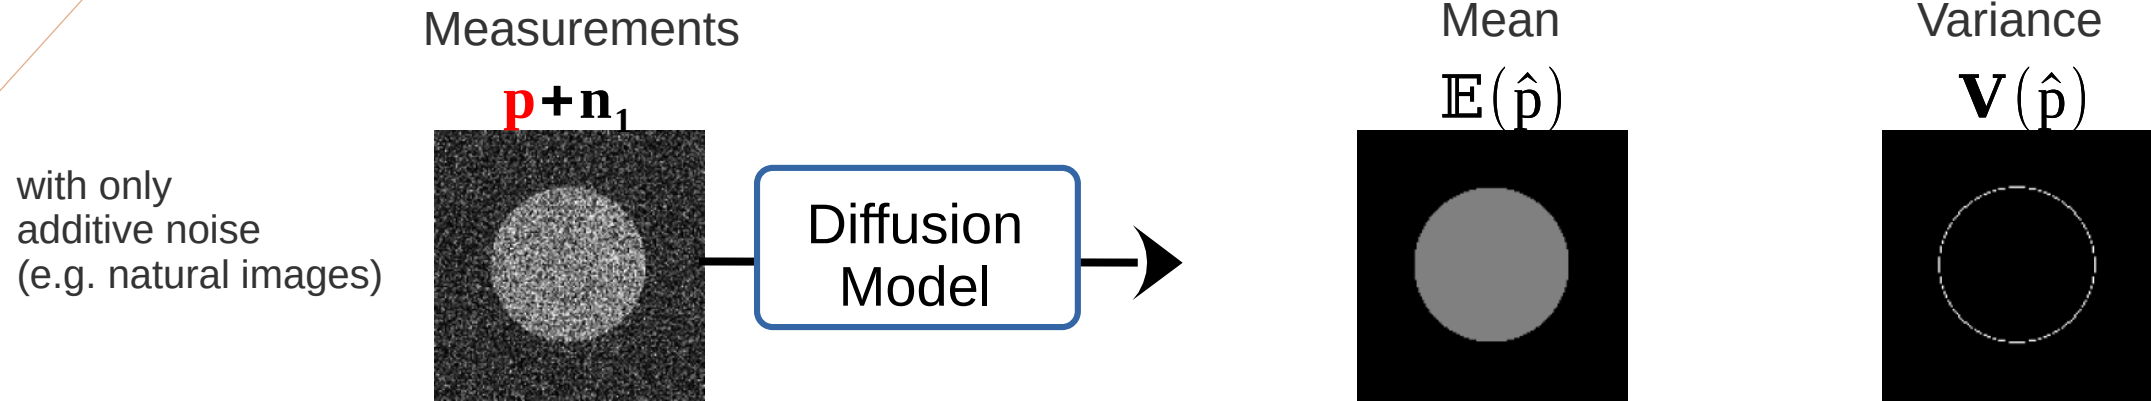 Measurements
Mean
Variance
p+n₁
𝔼(p̂)
V(p̂)
with only
additive noise
(e.g. natural images)
Diffusion
Model